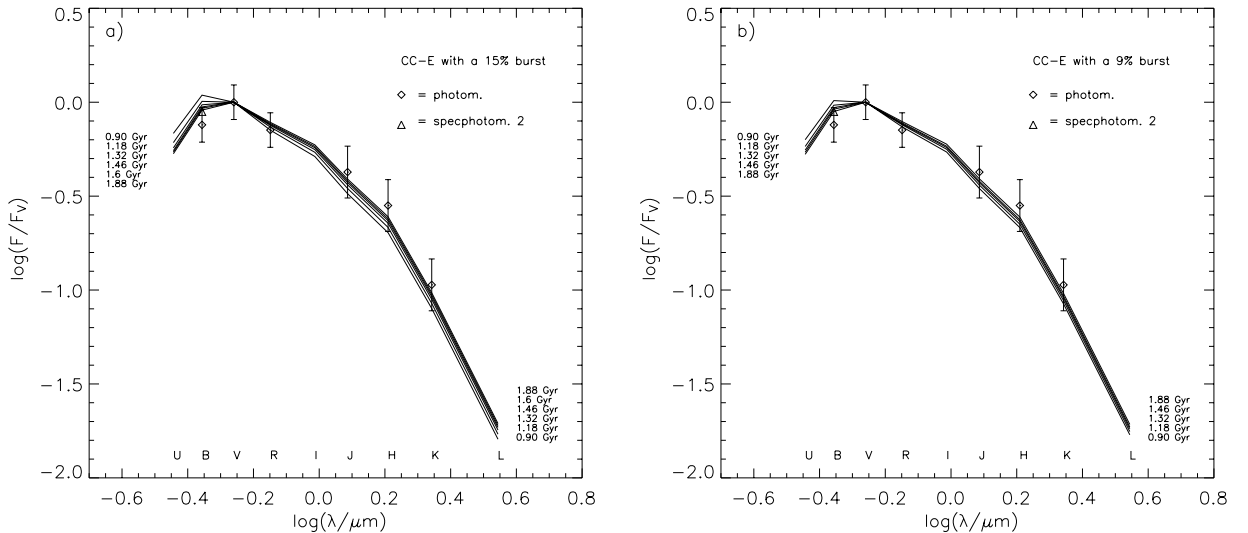 a)
CC-E with a 15% burst
◇ = photom.
△ = specphotom. 2
0.90 Gyr
1.18 Gyr
1.32 Gyr
1.46 Gyr
1.6 Gyr
1.88 Gyr
1.88 Gyr
1.6 Gyr
1.46 Gyr
1.32 Gyr
1.18 Gyr
0.90 Gyr
U B V R I J H K L
0.5
0.0
−0.5
−1.0
−1.5
−2.0
log(F/Fv)
−0.6 −0.4 −0.2 0.0 0.2 0.4 0.6 0.8
log(λ/μm)
b)
CC-E with a 9% burst
◇ = photom.
△ = specphotom. 2
0.90 Gyr
1.18 Gyr
1.32 Gyr
1.46 Gyr
1.88 Gyr
1.88 Gyr
1.46 Gyr
1.32 Gyr
1.18 Gyr
0.90 Gyr
U B V R I J H K L
0.5
0.0
−0.5
−1.0
−1.5
−2.0
log(F/Fv)
−0.6 −0.4 −0.2 0.0 0.2 0.4 0.6 0.8
log(λ/μm)